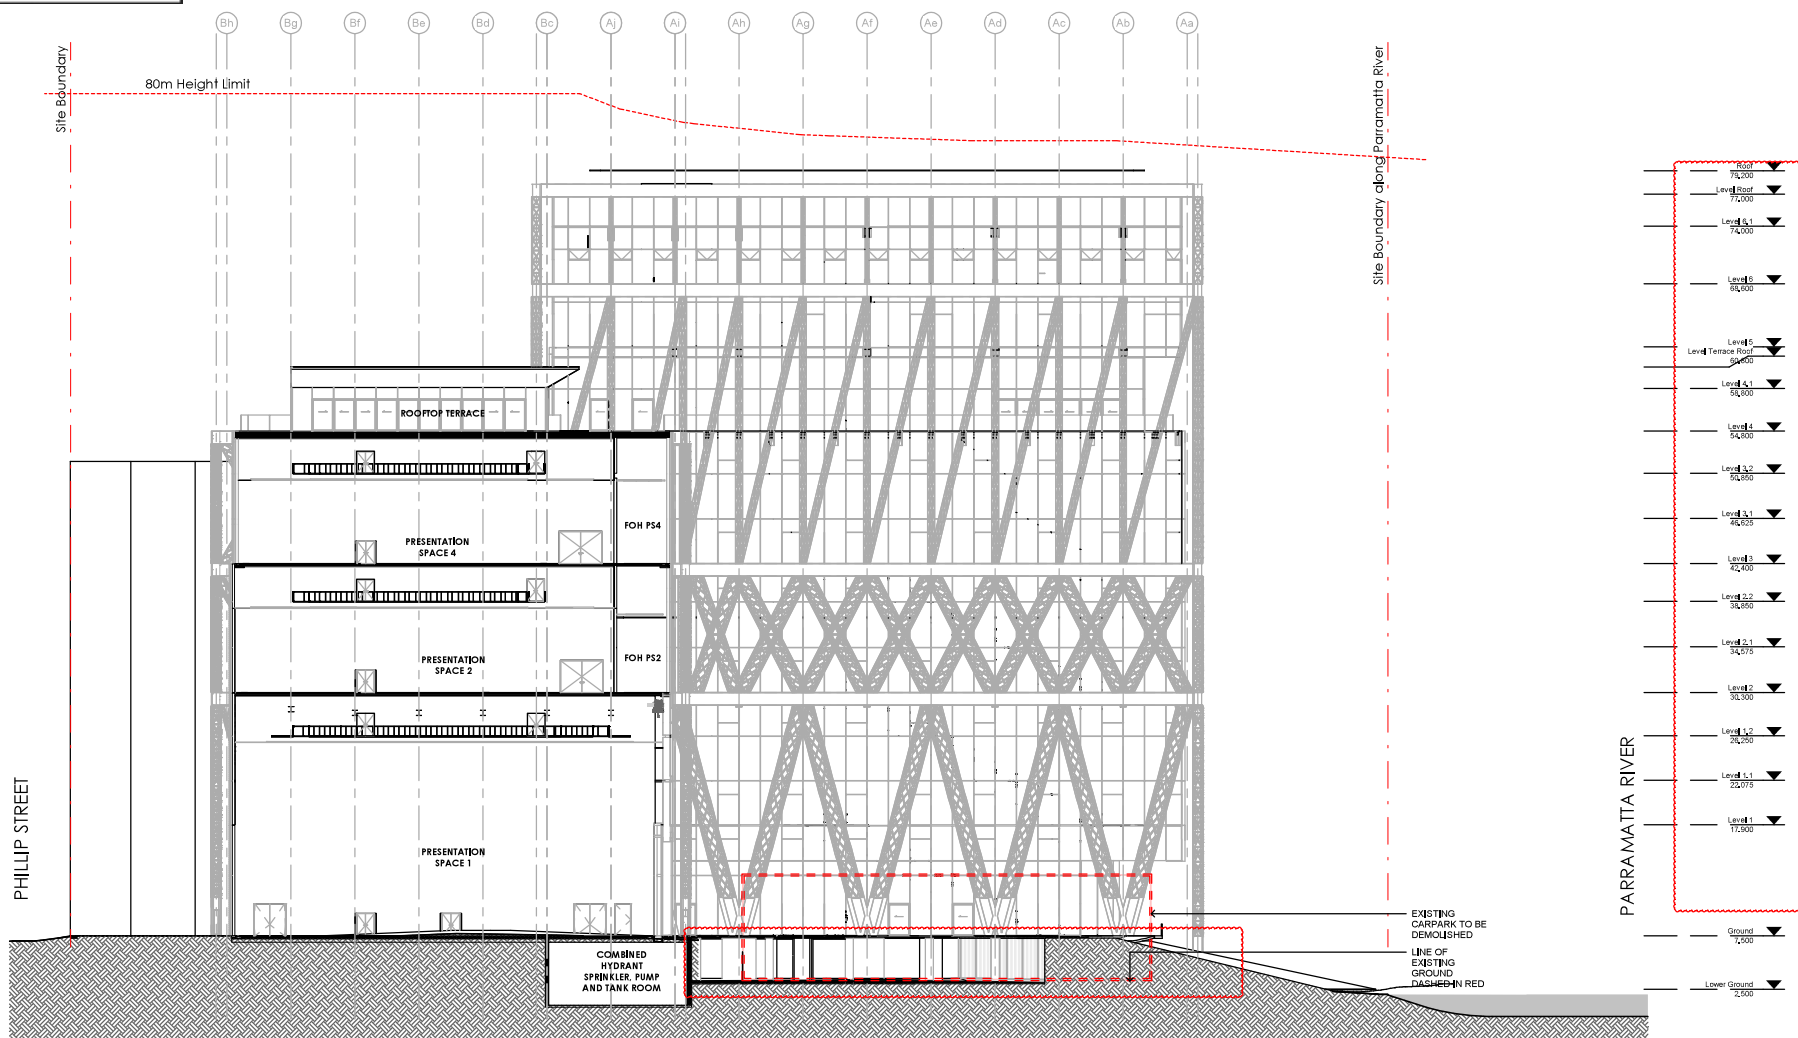 Bh Bg Bf Be Bd Bc Aj Ai Ah Ag Af Ae Ad Ac Ab Aa
Site Boundary
80m Height Limit
Site Boundary along Parramatta River
Roof
79,200
Level Roof
77,000
Level 6.1
74,000
Level 6
68,600
Level 5
Level Terrace Roof
Level 4.1
58,800
ROOFTOP TERRACE
Level 4
54,800
Level 3.2
50,850
FOH PS4
Level 3.1
46,625
PRESENTATION
SPACE 4
Level 3
42,400
Level 2.2
38,850
Level 2.1
34,575
FOH PS2
PRESENTATION
SPACE 2
Level 2
30,300
Level 1.2
26,250
Level 1.1
22,075
Level 1
17,900
PHILLIP STREET
PARRAMATTA RIVER
PRESENTATION
SPACE 1
EXISTING
CARPARK TO BE
DEMOLISHED
Ground
7,500
LINE OF
EXISTING
GROUND
DASHED IN RED
COMBINED
HYDRANT
SPRINKLER, PUMP
AND TANK ROOM
Lower Ground
2,500